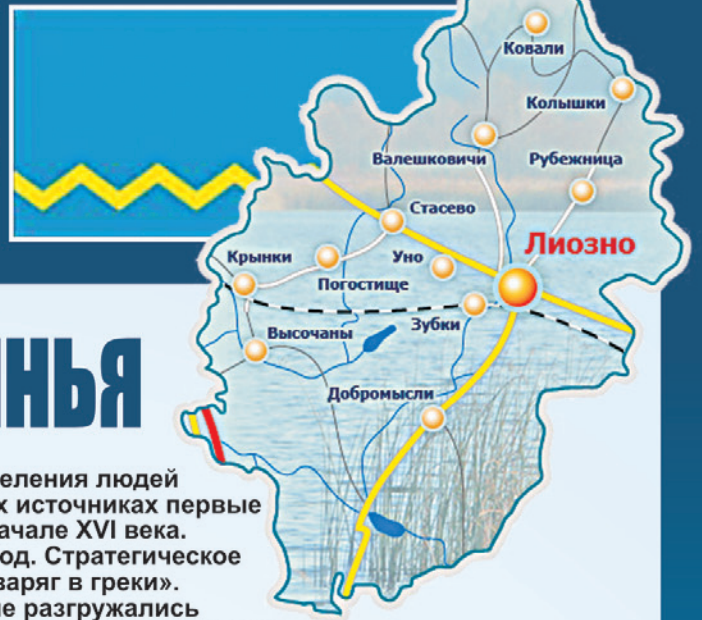 Ковали
Колышки
Валешковичи
Рубежница
Стасево
Лиозно
Крынки
Уно
Погостище
Зубки
Высочаны
Добромысли
НЬЯ
еления людей
х источниках первые
ачале XVI века.
од. Стратегическое
варяг в греки».
е разгружались